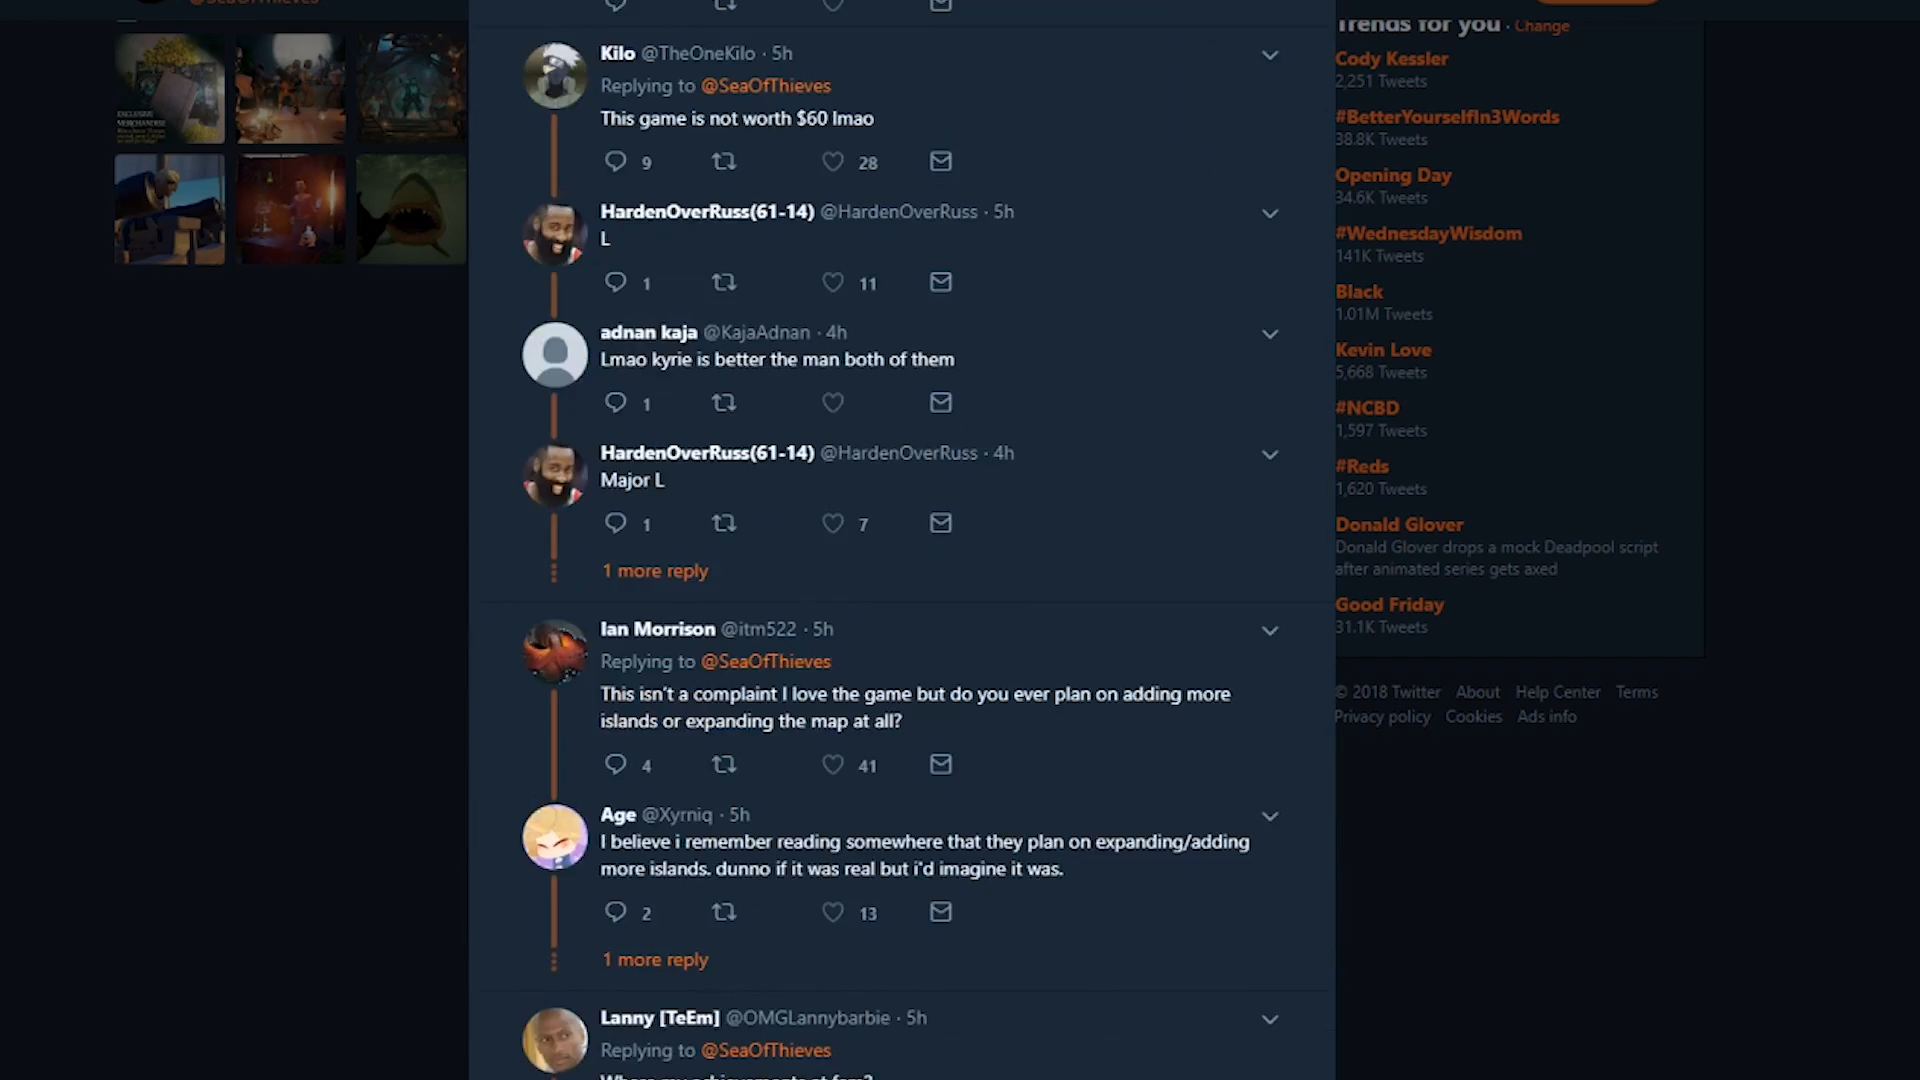 @SeaOfThieves
Kilo @TheOneKilo · 5h
Replying to @SeaOfThieves
This game is not worth $60 lmao
9 28
HardenOverRuss(61-14) @HardenOverRuss · 5h
L
1 11
adnan kaja @KajaAdnan · 4h
Lmao kyrie is better the man both of them
1
HardenOverRuss(61-14) @HardenOverRuss · 4h
Major L
1 7
1 more reply
Ian Morrison @itm522 · 5h
Replying to @SeaOfThieves
This isn't a complaint I love the game but do you ever plan on adding more
islands or expanding the map at all?
4 41
Age @Xyrniq · 5h
I believe i remember reading somewhere that they plan on expanding/adding
more islands. dunno if it was real but i'd imagine it was.
2 13
1 more reply
Lanny [TeEm] @OMGLannybarbie · 5h
Replying to @SeaOfThieves
EXCLUSIVE
MERCHANDISE
Trends for you · Change
Cody Kessler
2,251 Tweets
#BetterYourselfIn3Words
38.8K Tweets
Opening Day
34.6K Tweets
#WednesdayWisdom
141K Tweets
Black
1.01M Tweets
Kevin Love
5,668 Tweets
#NCBD
1,597 Tweets
#Reds
1,620 Tweets
Donald Glover
Donald Glover drops a mock Deadpool script
after animated series gets axed
Good Friday
31.1K Tweets
© 2018 Twitter About Help Center Terms
Privacy policy Cookies Ads info